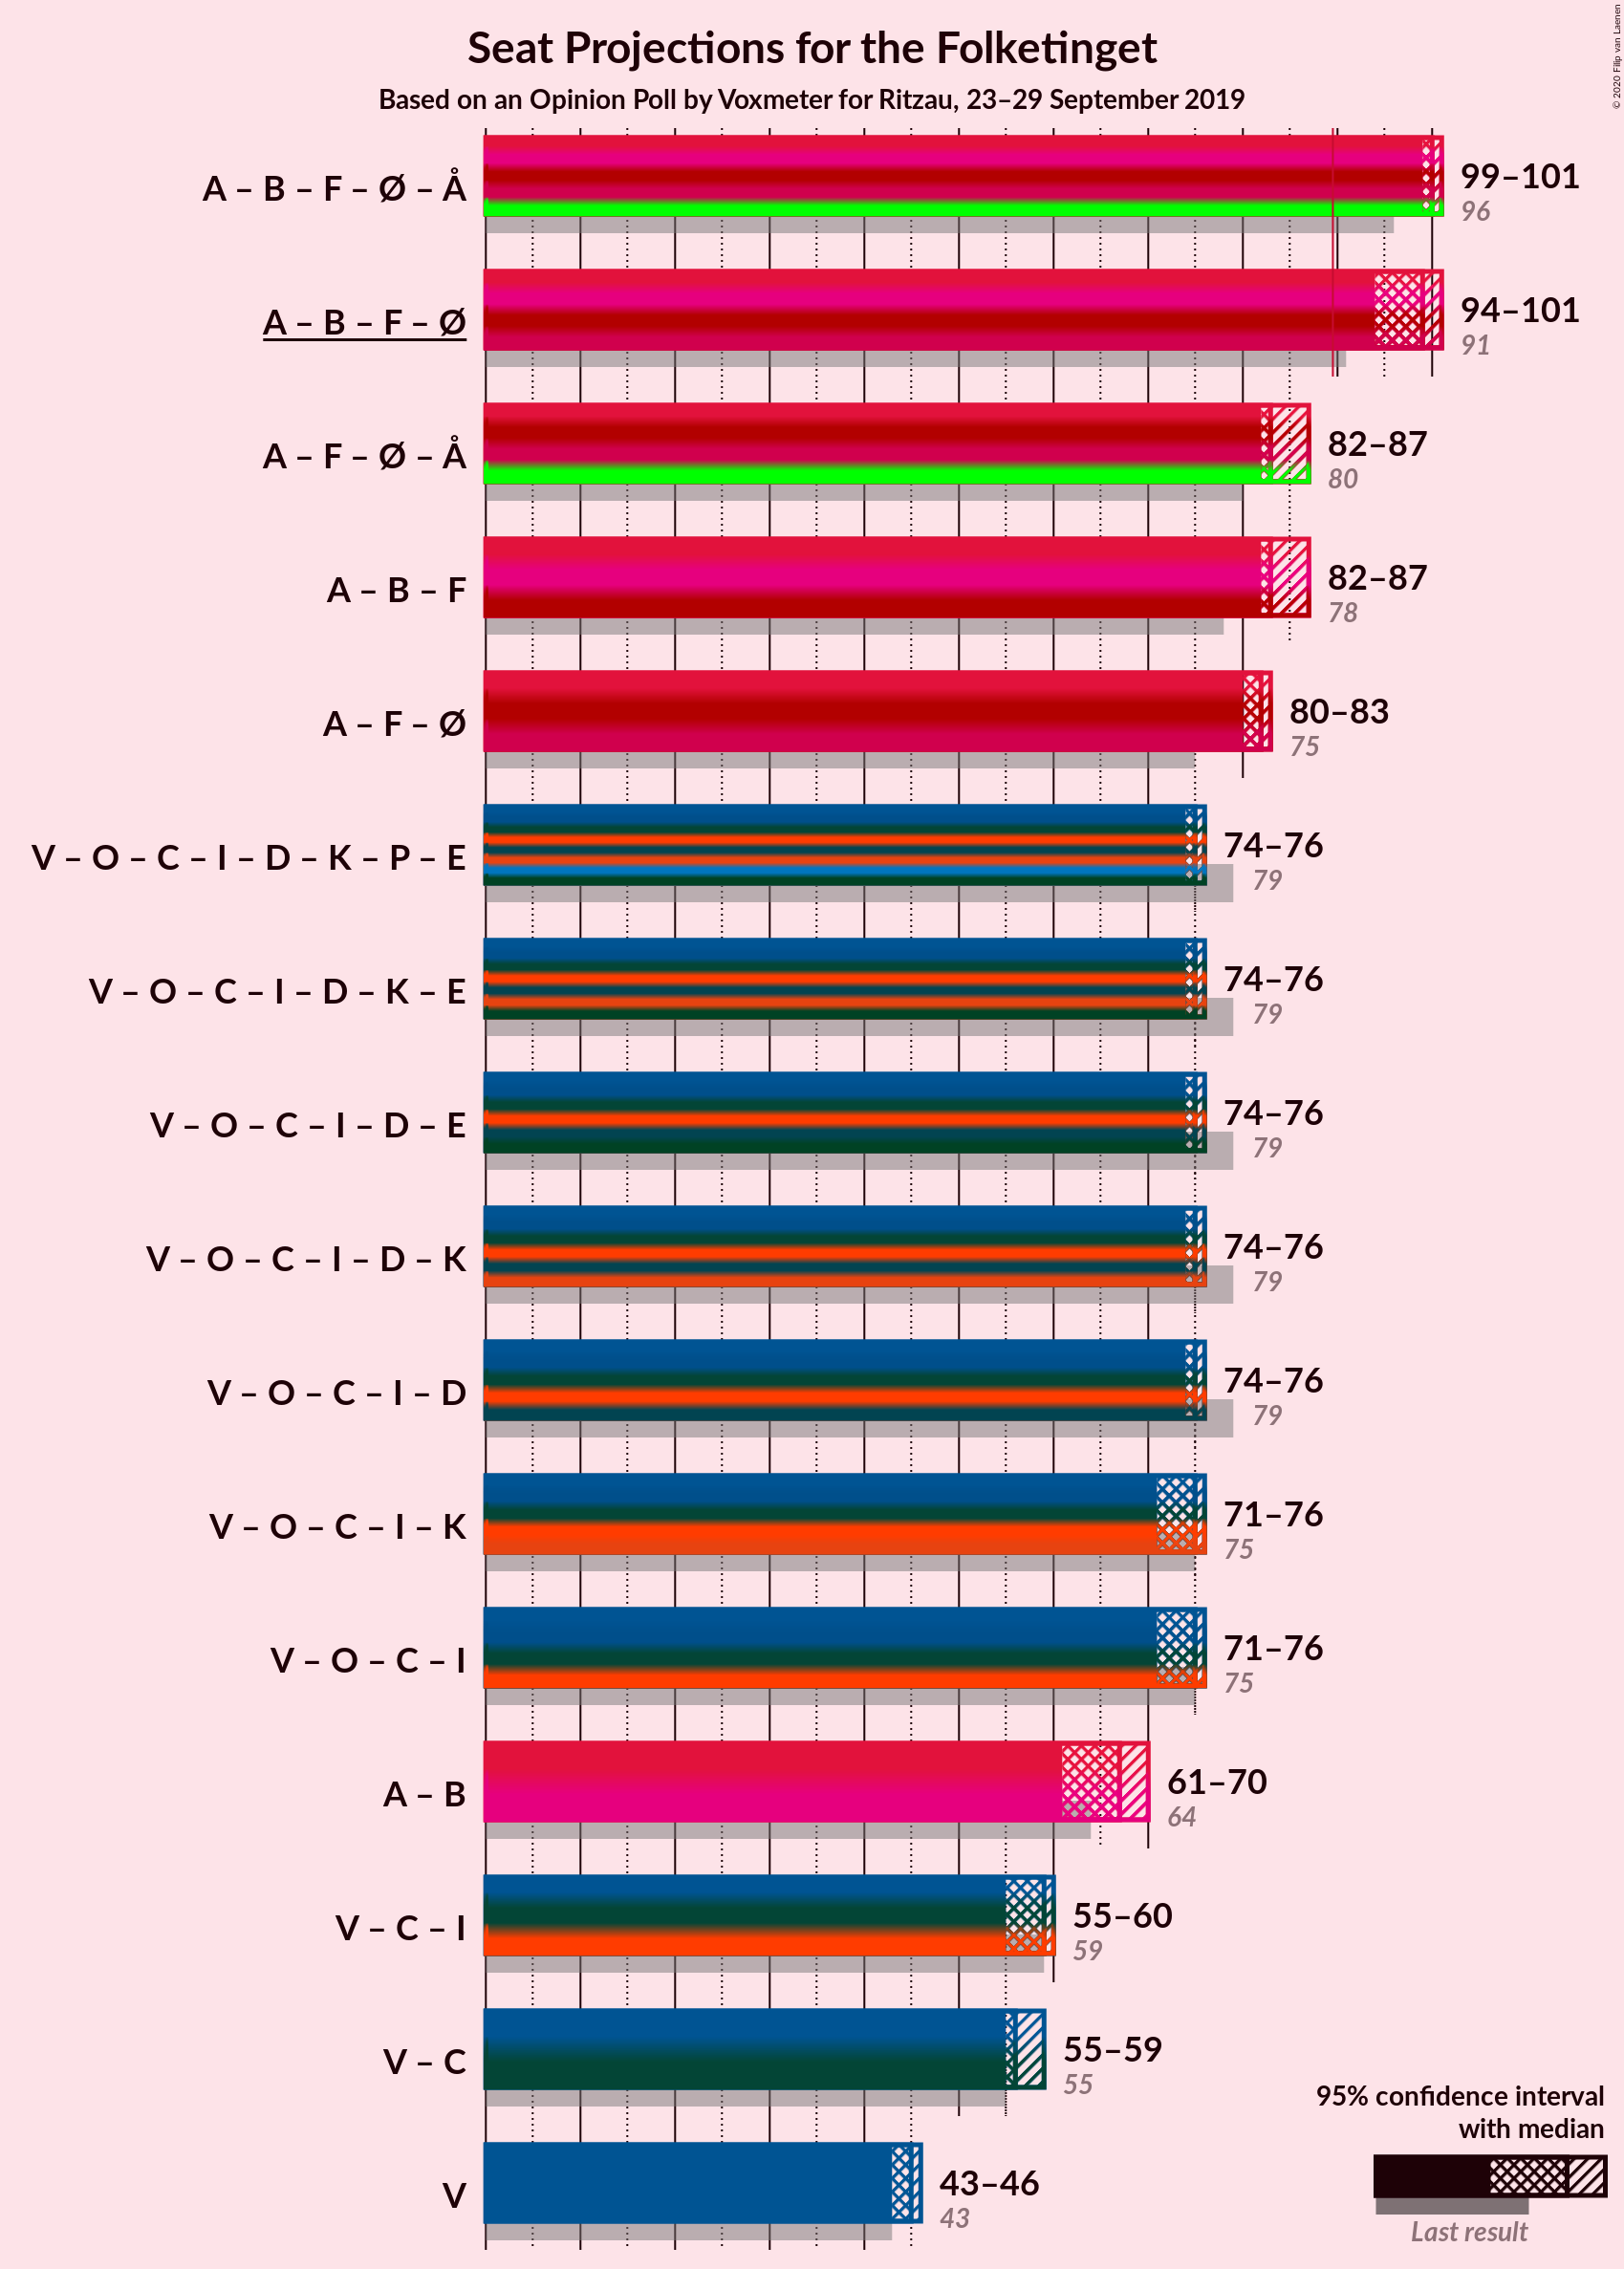 Seat Projections for the Folketinget
Based on an Opinion Poll by Voxmeter for Ritzau, 23–29 September 2019
© 2020 Filip van Laenen
A – B – F – Ø – Å
99–101
96
A – B – F – Ø
94–101
91
A – F – Ø – Å
82–87
80
A – B – F
82–87
78
A – F – Ø
80–83
75
V – O – C – I – D – K – P – E
74–76
79
V – O – C – I – D – K – E
74–76
79
V – O – C – I – D – E
74–76
79
V – O – C – I – D – K
74–76
79
V – O – C – I – D
74–76
79
V – O – C – I – K
71–76
75
V – O – C – I
71–76
75
A – B
61–70
64
V – C – I
55–60
59
V – C
55–59
55
V
43–46
43
95% confidence interval
with median
Last result